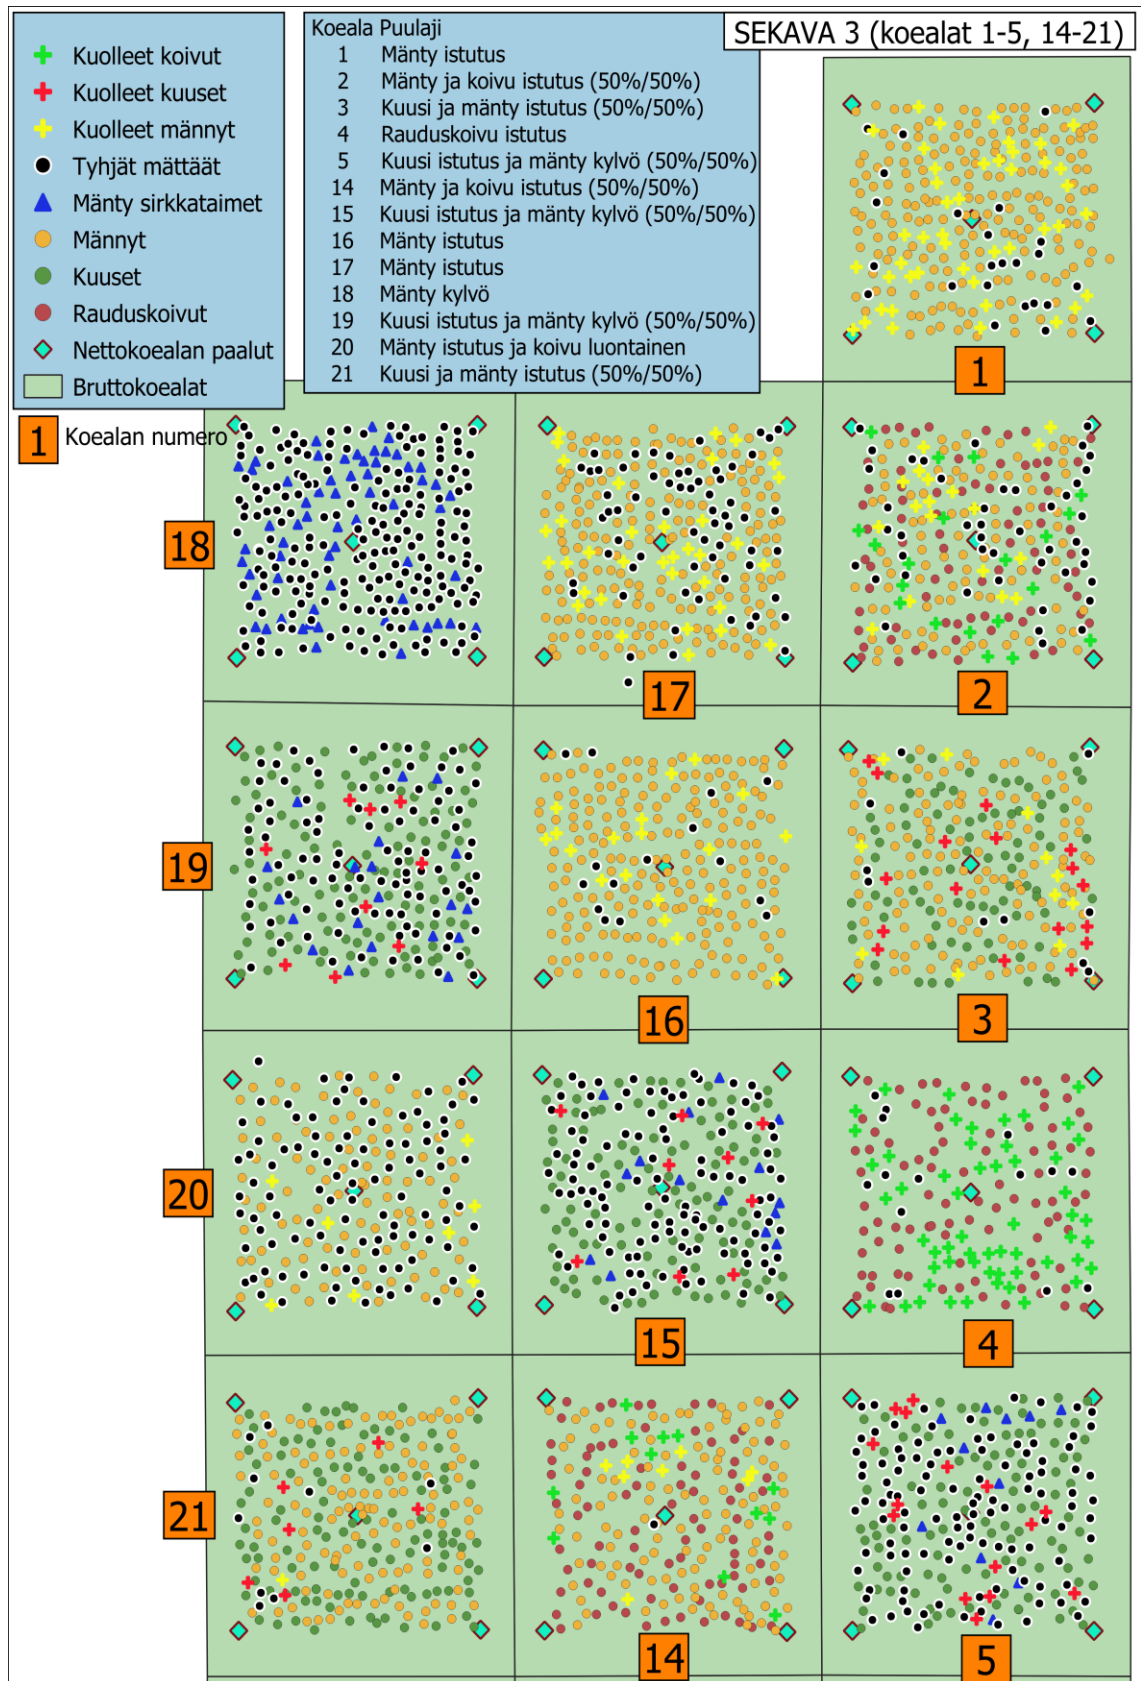 SEKAVA 3 (koealat 1-5, 14-21)
Kuolleet koivut
Kuolleet kuuset
Kuolleet männyt
Tyhjät mättäät
Mänty sirkkataimet
Männyt
Kuuset
Rauduskoivut
Nettokoealan paalut
Bruttokoealat
1 Koealan numero
Koeala Puulaji
1 Mänty istutus
2 Mänty ja koivu istutus (50%/50%)
3 Kuusi ja mänty istutus (50%/50%)
4 Rauduskoivu istutus
5 Kuusi istutus ja mänty kylvö (50%/50%)
14 Mänty ja koivu istutus (50%/50%)
15 Kuusi istutus ja mänty kylvö (50%/50%)
16 Mänty istutus
17 Mänty istutus
18 Mänty kylvö
19 Kuusi istutus ja mänty kylvö (50%/50%)
20 Mänty istutus ja koivu luontainen
21 Kuusi ja mänty istutus (50%/50%)
1
18
17
2
19
16
3
20
15
4
21
14
5